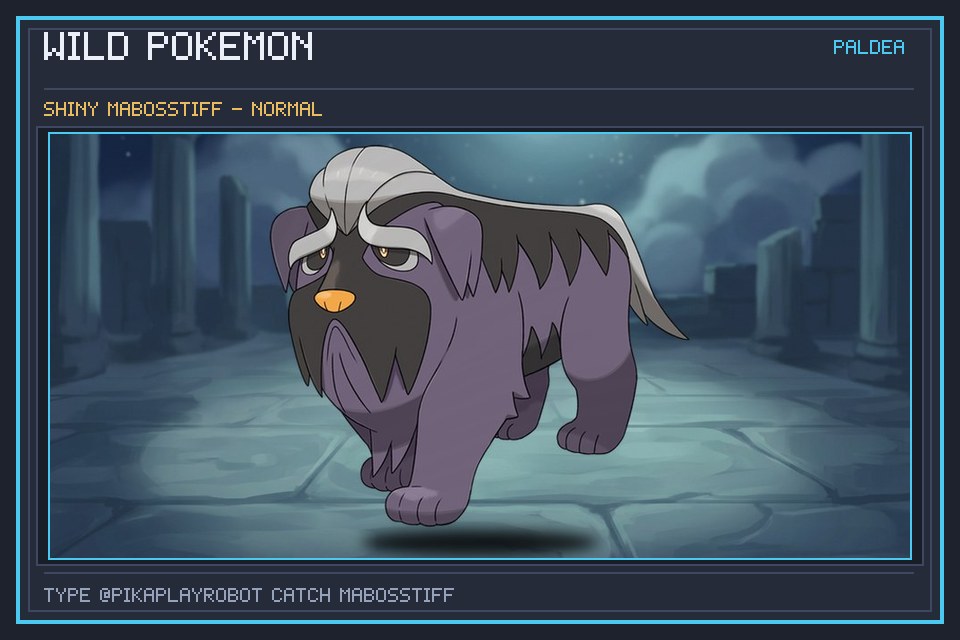 WILD POKEMON
PALDEA
SHINY MABOSSTIFF - NORMAL
TYPE @PIKAPLAYROBOT CATCH MABOSSTIFF